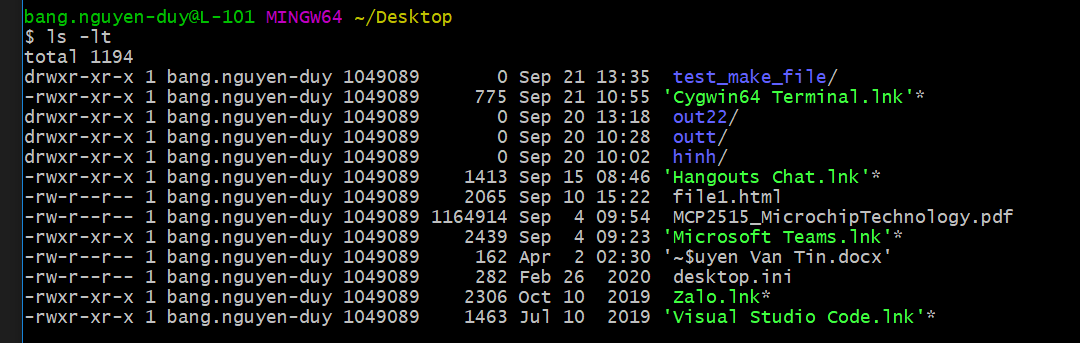 bang.nguyen-duy@L-101 MINGW64 ~/Desktop
$ ls -lt
total 1194
drwxr-xr-x 1 bang.nguyen-duy 1049089       0 Sep 21 13:35  test_make_file/
-rwxr-xr-x 1 bang.nguyen-duy 1049089     775 Sep 21 10:55 'Cygwin64 Terminal.lnk'*
drwxr-xr-x 1 bang.nguyen-duy 1049089       0 Sep 20 13:18  out22/
drwxr-xr-x 1 bang.nguyen-duy 1049089       0 Sep 20 10:28  outt/
drwxr-xr-x 1 bang.nguyen-duy 1049089       0 Sep 20 10:02  hinh/
-rwxr-xr-x 1 bang.nguyen-duy 1049089    1413 Sep 15 08:46 'Hangouts Chat.lnk'*
-rw-r--r-- 1 bang.nguyen-duy 1049089    2065 Sep 10 15:22  file1.html
-rw-r--r-- 1 bang.nguyen-duy 1049089 1164914 Sep  4 09:54  MCP2515_MicrochipTechnology.pdf
-rwxr-xr-x 1 bang.nguyen-duy 1049089    2439 Sep  4 09:23 'Microsoft Teams.lnk'*
-rw-r--r-- 1 bang.nguyen-duy 1049089     162 Apr  2 02:30 '~$uyen Van Tin.docx'
-rw-r--r-- 1 bang.nguyen-duy 1049089     282 Feb 26  2020  desktop.ini
-rwxr-xr-x 1 bang.nguyen-duy 1049089    2306 Oct 10  2019  Zalo.lnk*
-rwxr-xr-x 1 bang.nguyen-duy 1049089    1463 Jul 10  2019 'Visual Studio Code.lnk'*